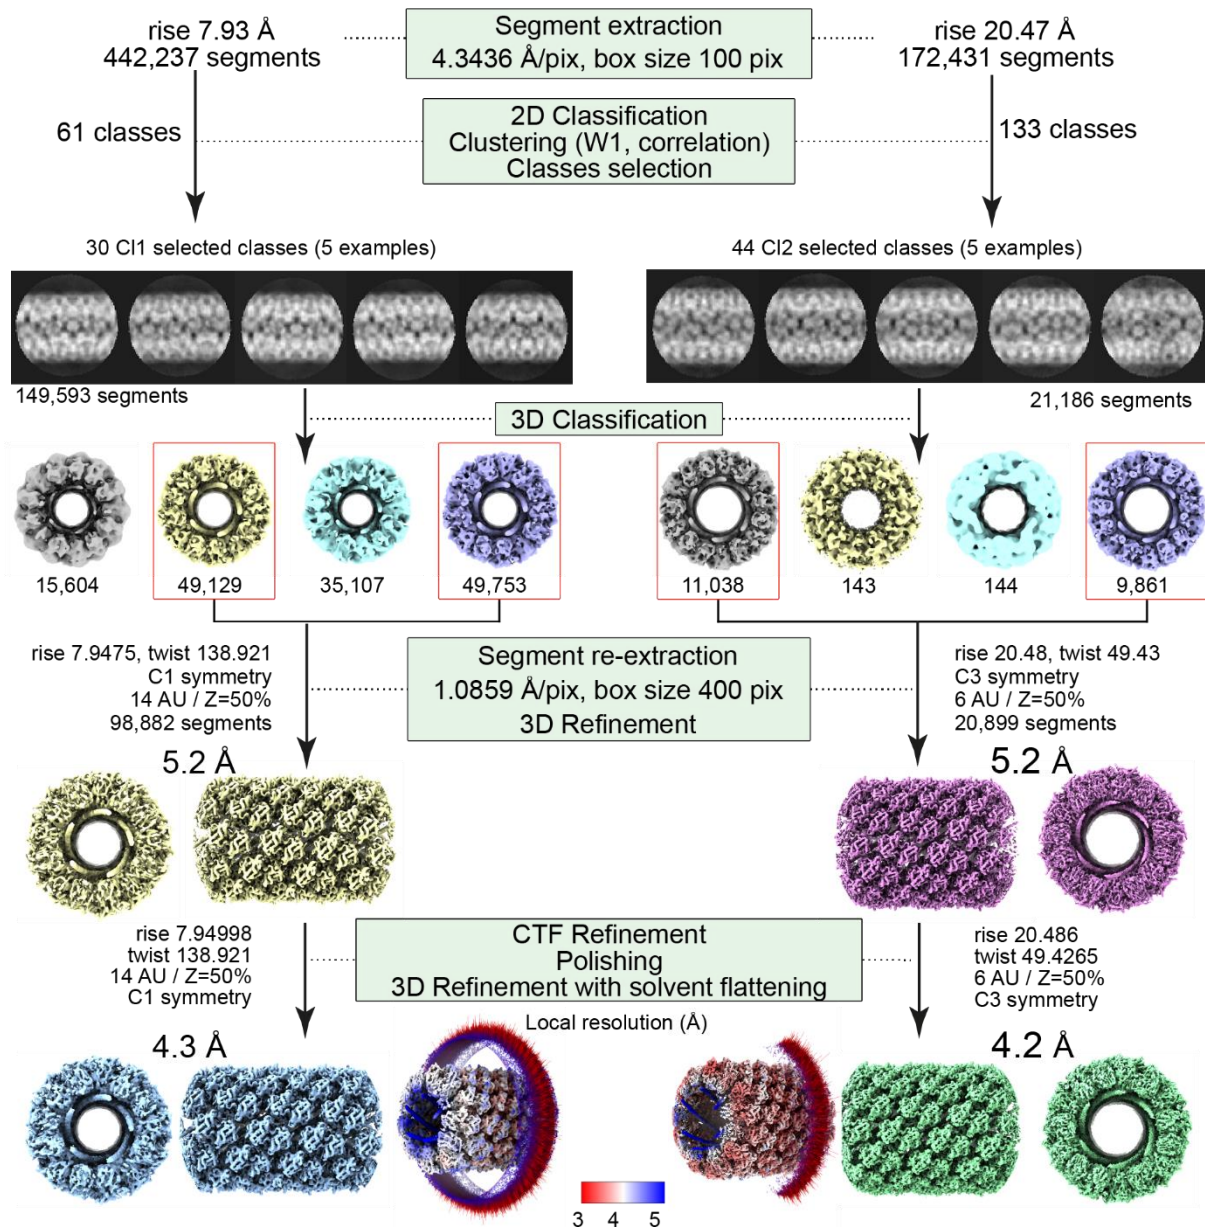 rise 7.93 Å
442,237 segments
Segment extraction
4.3436 Å/pix, box size 100 pix
rise 20.47 Å
172,431 segments
61 classes
2D Classification
Clustering (W1, correlation)
Classes selection
133 classes
30 Cl1 selected classes (5 examples)
44 Cl2 selected classes (5 examples)
149,593 segments
21,186 segments
3D Classification
15,604
49,129
35,107
49,753
11,038
143
144
9,861
rise 7.9475, twist 138.921
C1 symmetry
14 AU / Z=50%
98,882 segments
Segment re-extraction
1.0859 Å/pix, box size 400 pix
3D Refinement
rise 20.48, twist 49.43
C3 symmetry
6 AU / Z=50%
20,899 segments
5.2 Å
5.2 Å
rise 7.94998
twist 138.921
14 AU / Z=50%
C1 symmetry
CTF Refinement
Polishing
3D Refinement with solvent flattening
rise 20.486
twist 49.4265
6 AU / Z=50%
C3 symmetry
Local resolution (Å)
4.3 Å
4.2 Å
3 4 5